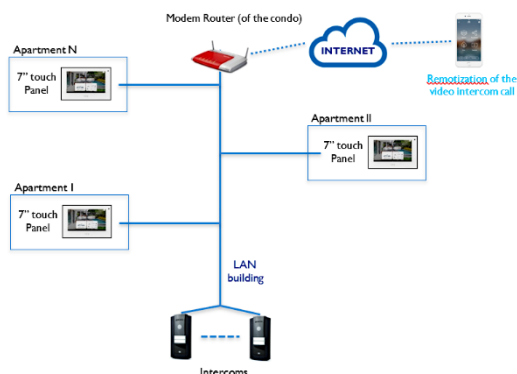 Modem Router (of the condo)
INTERNET
Remotization of the
video intercom call
Apartment N
7” touch
Panel
Apartment II
7” touch
Panel
Apartment I
7” touch
Panel
LAN
building
Intercoms